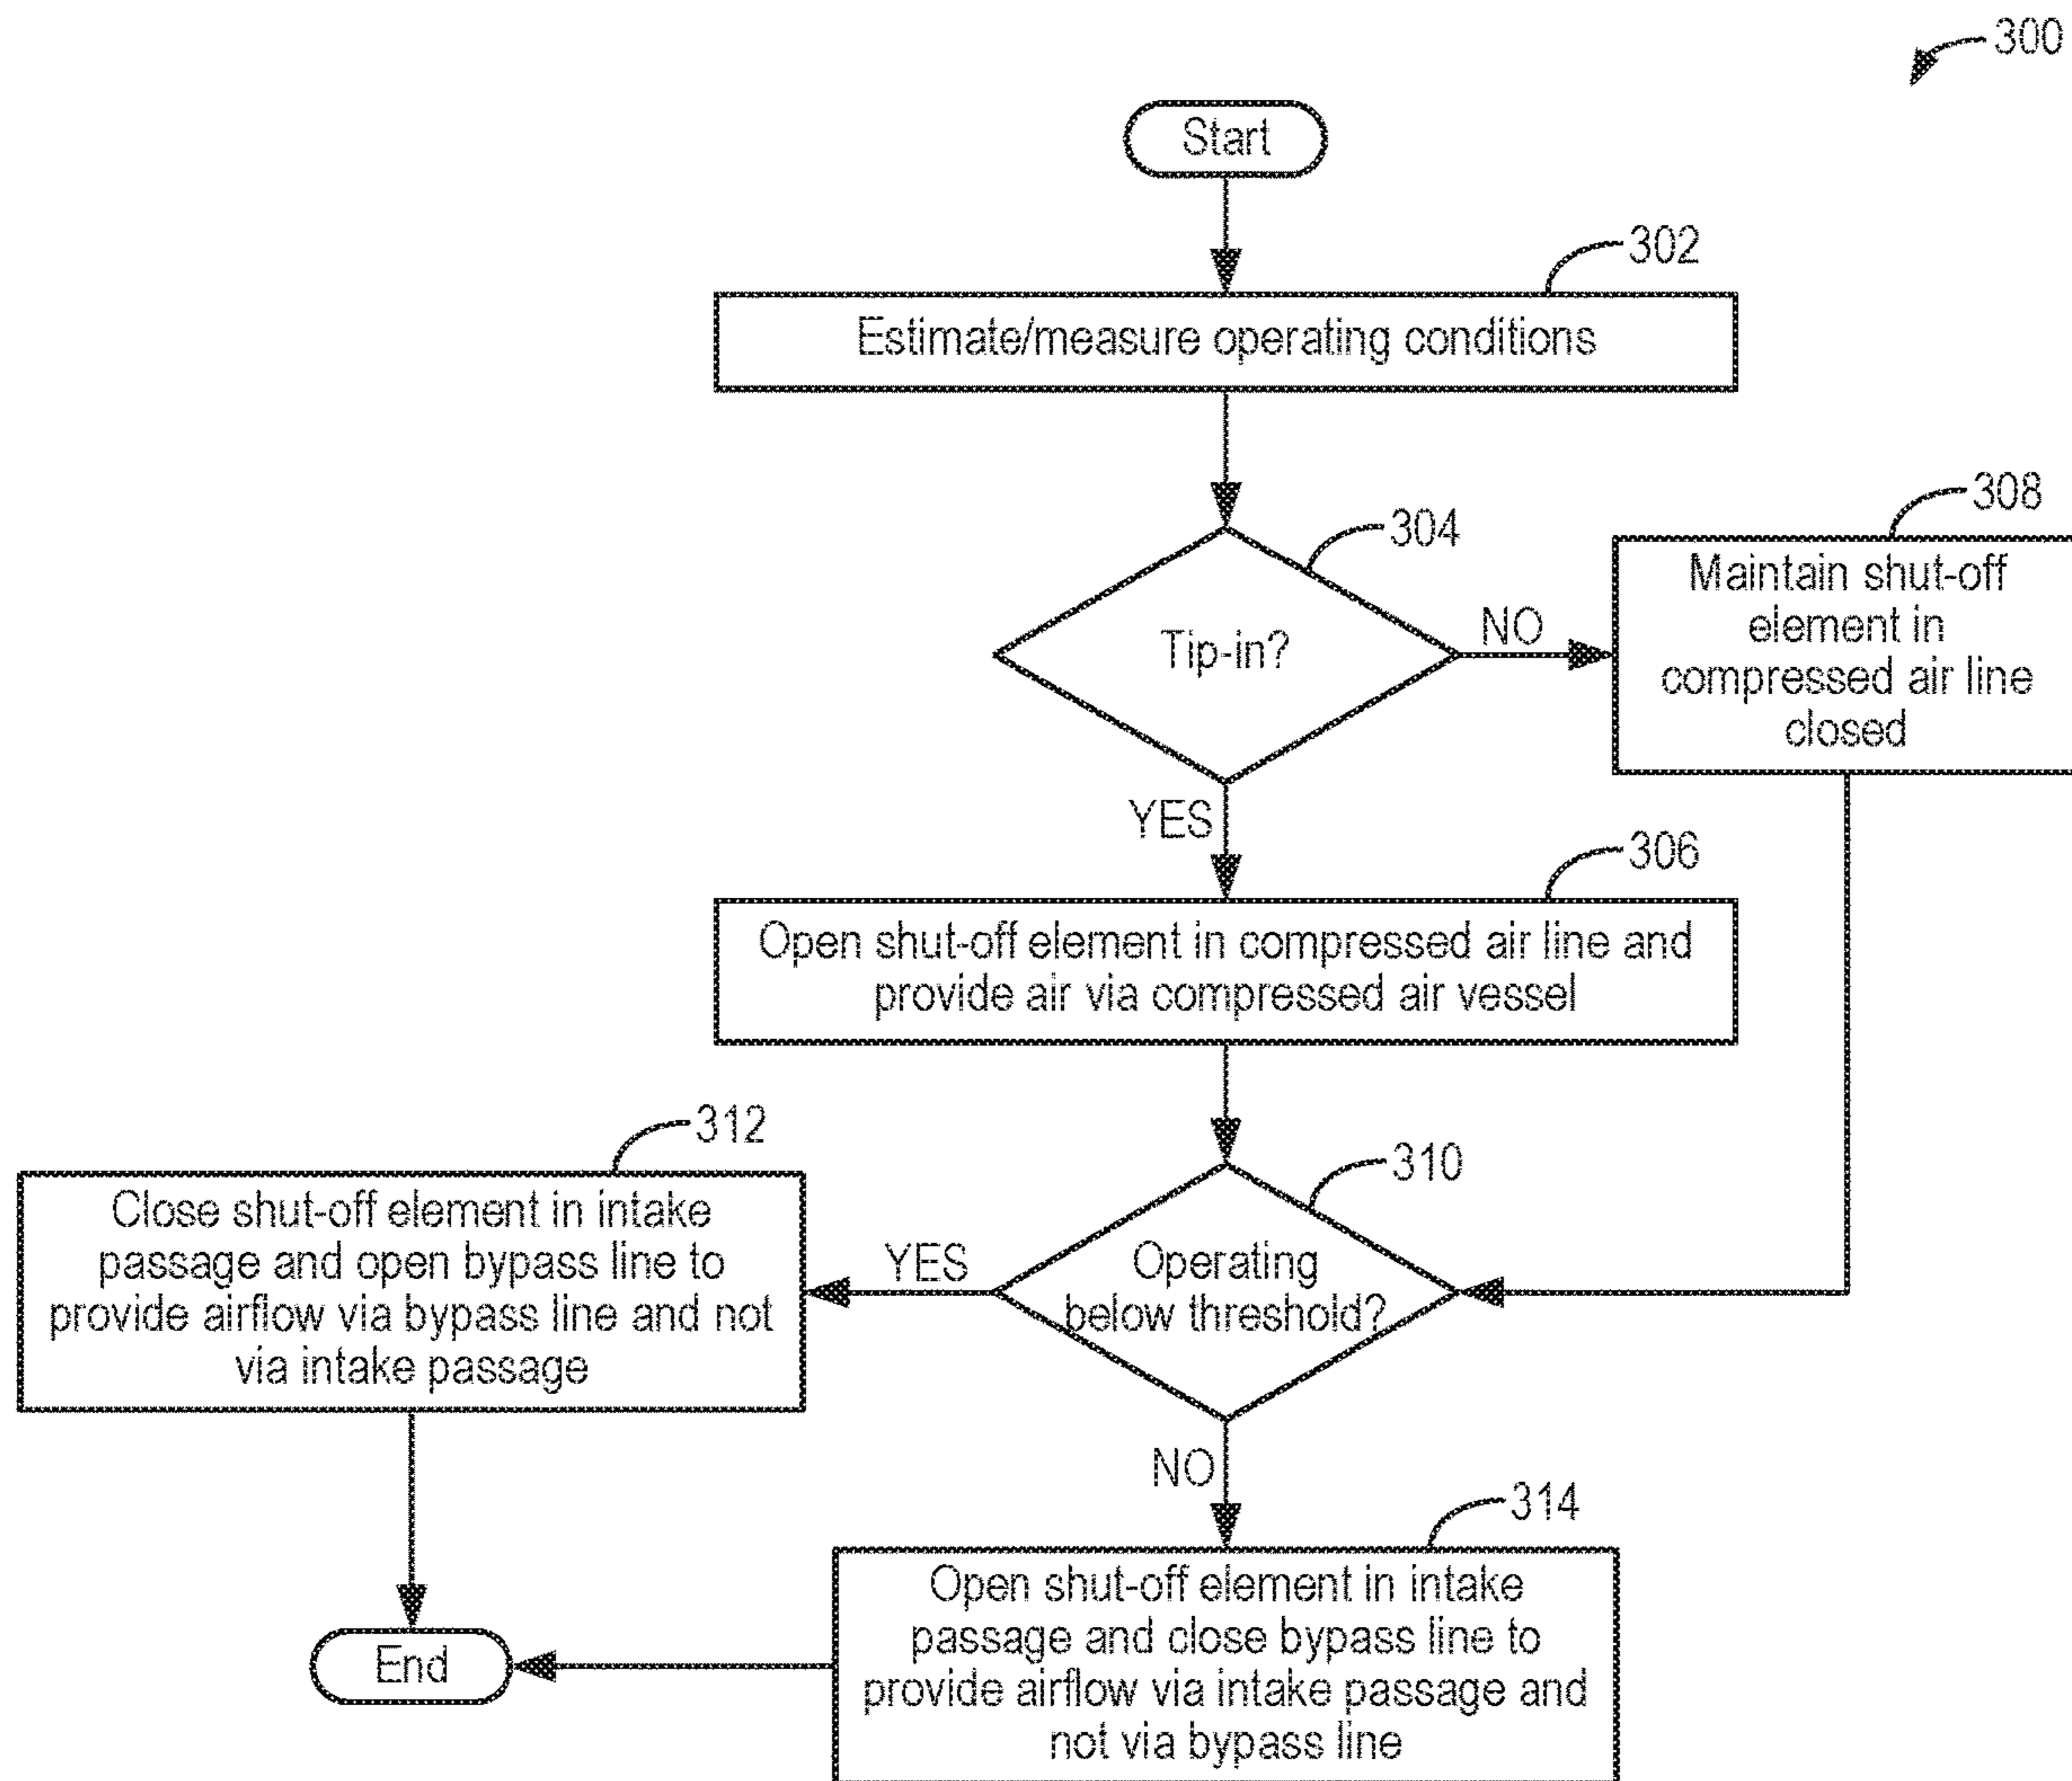 300
Start
302
Estimate/measure operating conditions
304
Tip-in?
NO
308
Maintain shut-off
element in
compressed air line
closed
YES
306
Open shut-off element in compressed air line and
provide air via compressed air vessel
310
Operating
below threshold?
YES
312
Close shut-off element in intake
passage and open bypass line to
provide airflow via bypass line and not
via intake passage
NO
314
Open shut-off element in intake
passage and close bypass line to
provide airflow via intake passage and
not via bypass line
End